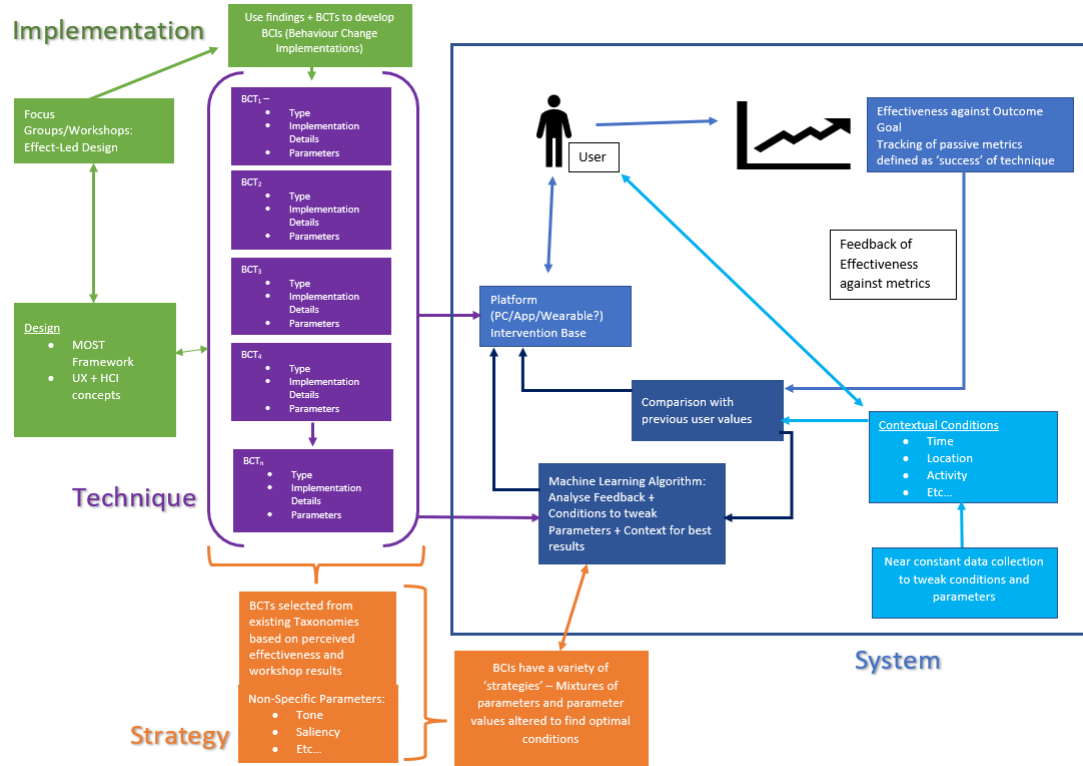 Implementation
Use findings + BCTs to develop
BCIs (Behaviour Change
Implementations)
Focus
Groups/Workshops:
Effect-Led Design
Design
MOST
Framework
UX + HCI
concepts
BCT₁ –
Type
Implementation
Details
Parameters
BCT₂
Type
Implementation
Details
Parameters
BCT₃
Type
Implementation
Details
Parameters
BCT₄
Type
Implementation
Details
Parameters
BCTₙ
Type
Implementation
Details
Parameters
Technique
BCTs selected from
existing Taxonomies
based on perceived
effectiveness and
workshop results
Non-Specific Parameters:
Tone
Saliency
Etc...
Strategy
BCIs have a variety of
‘strategies’ – Mixtures of
parameters and parameter
values altered to find optimal
conditions
User
Effectiveness against Outcome
Goal
Tracking of passive metrics
defined as ‘success’ of technique
Feedback of
Effectiveness
against metrics
Platform
(PC/App/Wearable?)
Intervention Base
Comparison with
previous user values
Machine Learning Algorithm:
Analyse Feedback +
Conditions to tweak
Parameters + Context for best
results
Contextual Conditions
Time
Location
Activity
Etc...
Near constant data collection
to tweak conditions and
parameters
System